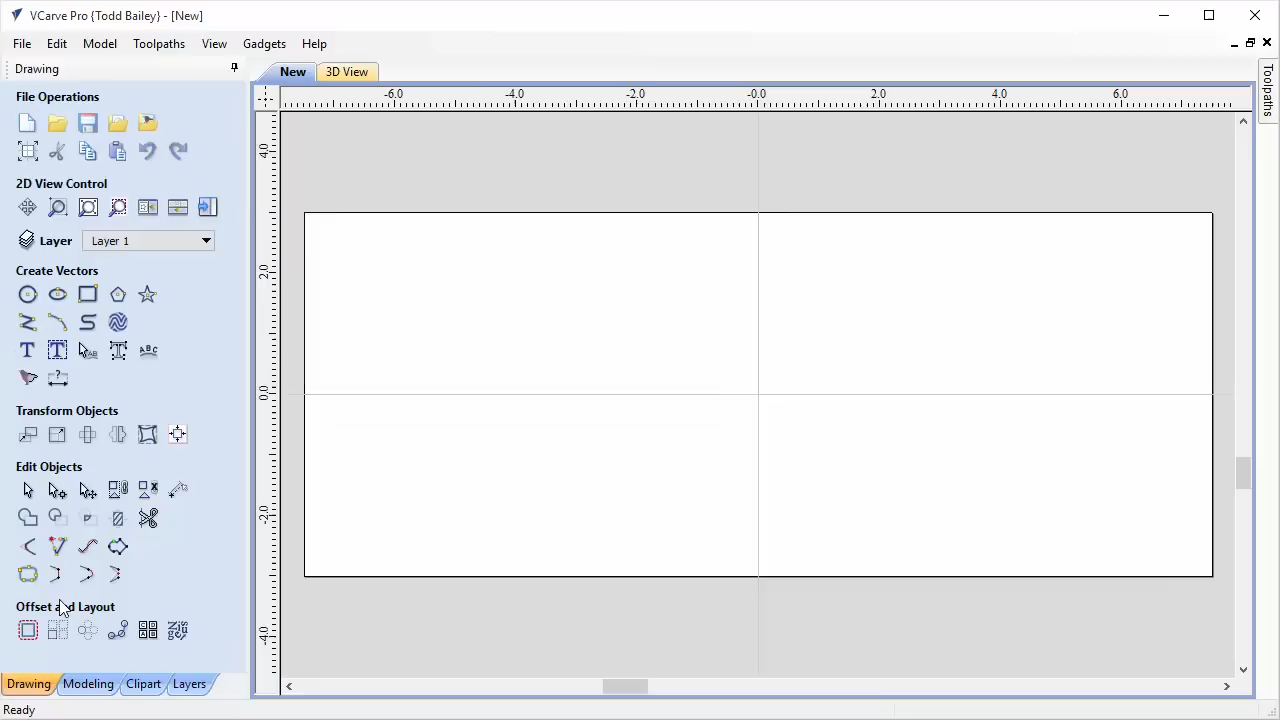 VCarve Pro {Todd Bailey} - [New]
File Edit Model Toolpaths View Gadgets Help
Drawing
New 3D View
Toolpaths
File Operations
-6.0 -4.0 -2.0 -0.0 2.0 4.0 6.0
4.0
2.0
0.0
-2.0
-4.0
2D View Control
Layer Layer 1
Create Vectors
Transform Objects
Edit Objects
Offset and Layout
Drawing Modeling Clipart Layers
Ready